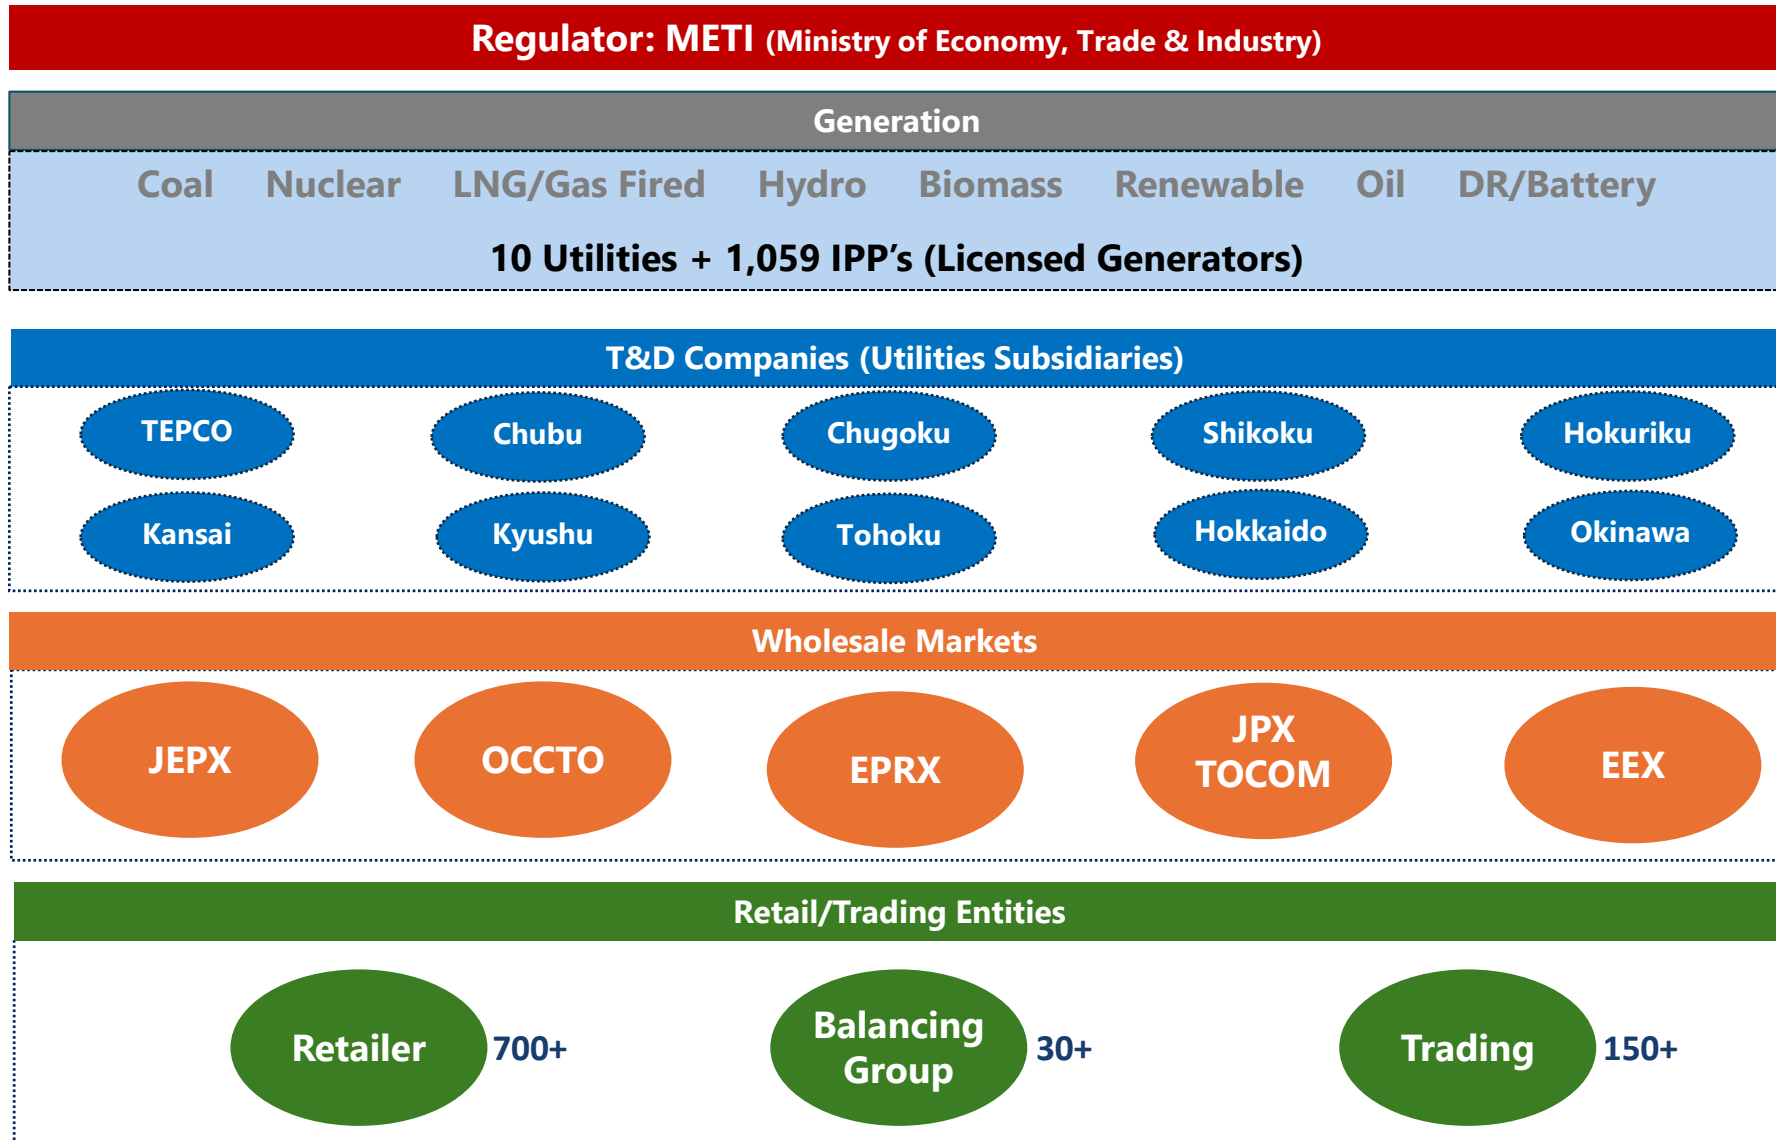 Regulator: METI (Ministry of Economy, Trade & Industry)
Generation
Coal Nuclear LNG/Gas Fired Hydro Biomass Renewable Oil DR/Battery
10 Utilities + 1,059 IPP’s (Licensed Generators)
T&D Companies (Utilities Subsidiaries)
TEPCO Chubu Chugoku Shikoku Hokuriku
Kansai Kyushu Tohoku Hokkaido Okinawa
Wholesale Markets
JEPX OCCTO EPRX JPX TOCOM EEX
Retail/Trading Entities
Retailer 700+ Balancing Group 30+ Trading 150+